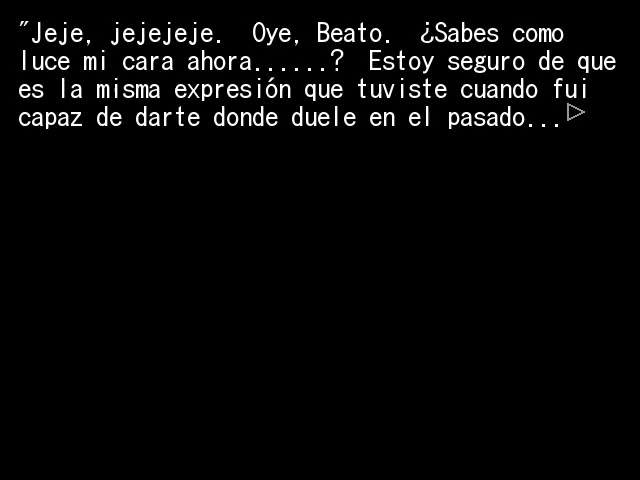 "Jeje, jejejeje.  Oye, Beato.  ¿Sabes como
luce mi cara ahora......?  Estoy seguro de que
es la misma expresión que tuviste cuando fui
capaz de darte donde duele en el pasado...